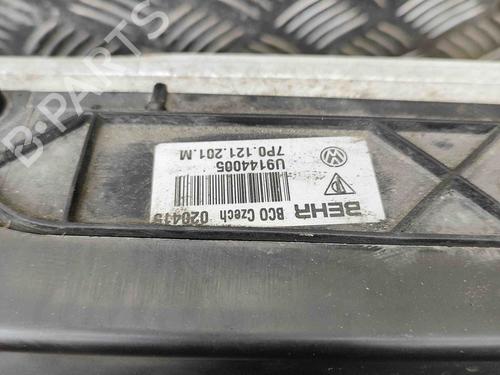 7P0.121.201.M
U9144005
BCO Czech 020415
BEHR
B-PARTS